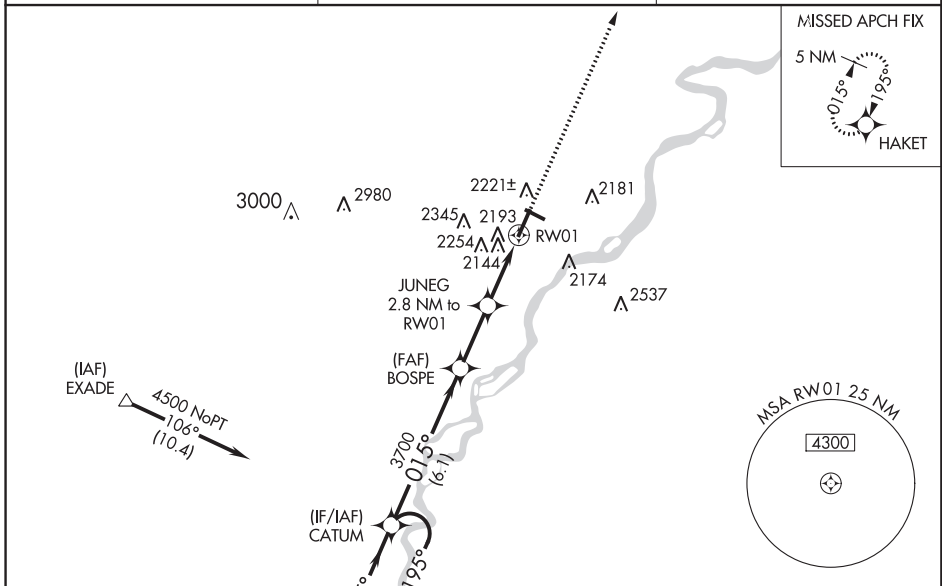 MISSED APCH FIX
5 NM
015°
195°
HAKET
3000
2980
2221±
2181
2345
2193
RW01
2254
2144
2174
JUNEG
2.8 NM to
RW01
2537
(FAF)
BOSPE
(IAF)
EXADE
4500 NoPT
106°
(10.4)
3700
015°
(6.1)
MSA RW01 25 NM
4300
(IF/IAF)
CATUM
195°